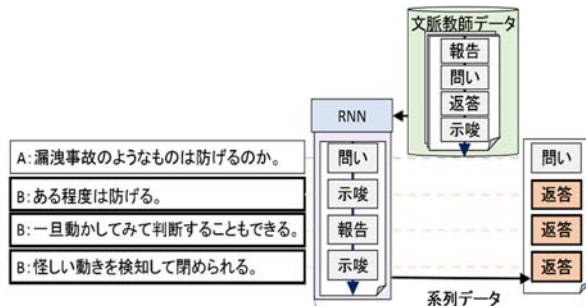 文脈教師データ
報告
問い
返答
示唆
RNN
A:漏洩事故のようなものは防げるのか。
問い
問い
B:ある程度は防げる。
示唆
返答
B:一旦動かしてみて判断することもできる。
報告
返答
B:怪しい動きを検知して閉められる。
示唆
返答
系列データ